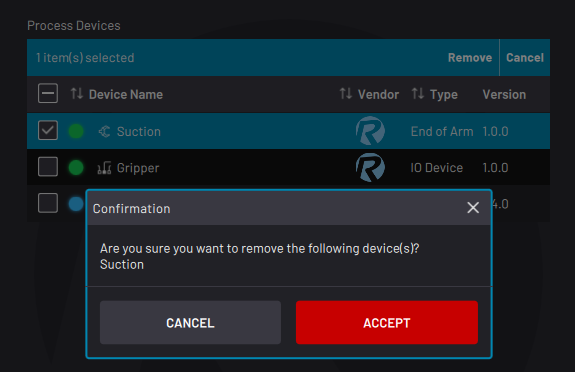 Process Devices
1 item(s) selected Remove Cancel
Device Name Vendor Type Version
Suction End of Arm 1.0.0
Gripper IO Device 1.0.0
4.0
Confirmation
Are you sure you want to remove the following device(s)?
Suction
CANCEL ACCEPT